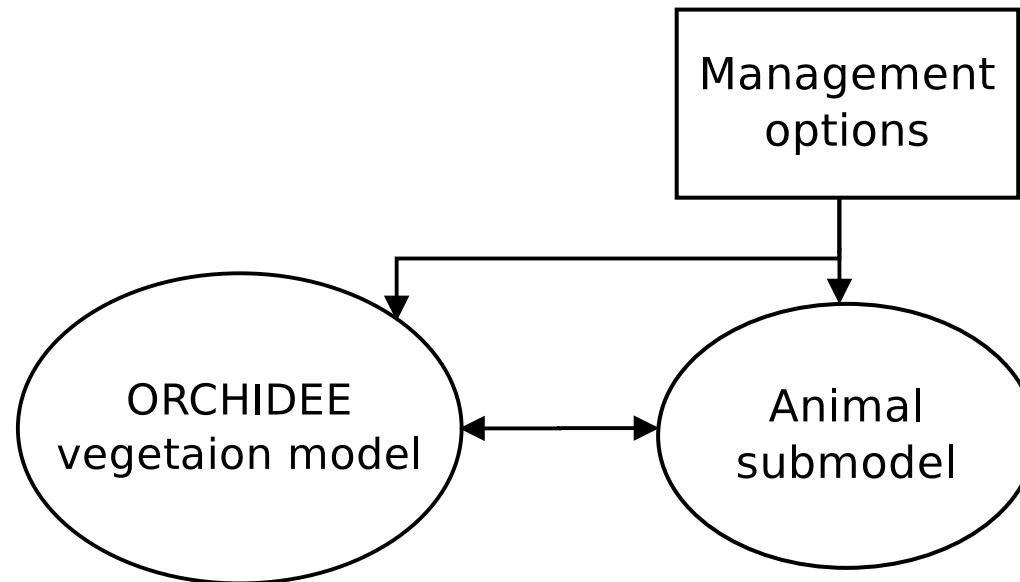 Management
options
ORCHIDEE
vegetaion model
Animal
submodel